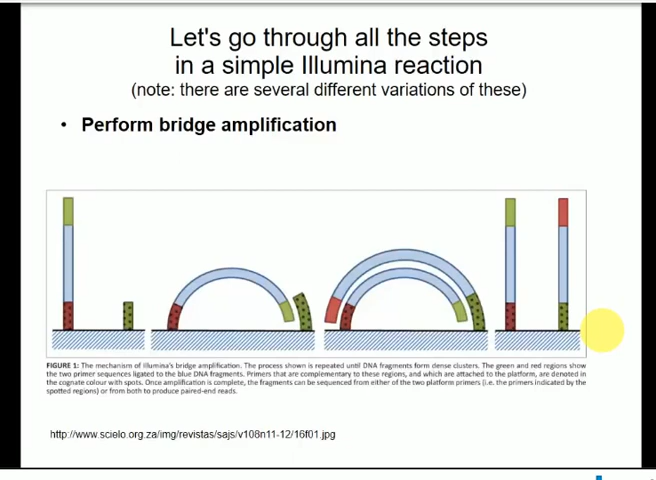 Let's go through all the steps
in a simple Illumina reaction
(note: there are several different variations of these)
• Perform bridge amplification
FIGURE 1: The mechanism of Illumina's bridge amplification. The process shown is repeated until DNA fragments form dense clusters. The green and red regions show
the two primer sequences ligated to the blue DNA fragments. Primers that are complementary to these regions, and which are attached to the platform, are denoted in
the cognate colour with spots. Once amplification is complete, the fragments can be sequenced from either of the two platform primers (i.e. the primers indicated by the
spotted regions) or from both to produce paired-end reads.
http://www.scielo.org.za/img/revistas/sajs/v108n11-12/16f01.jpg